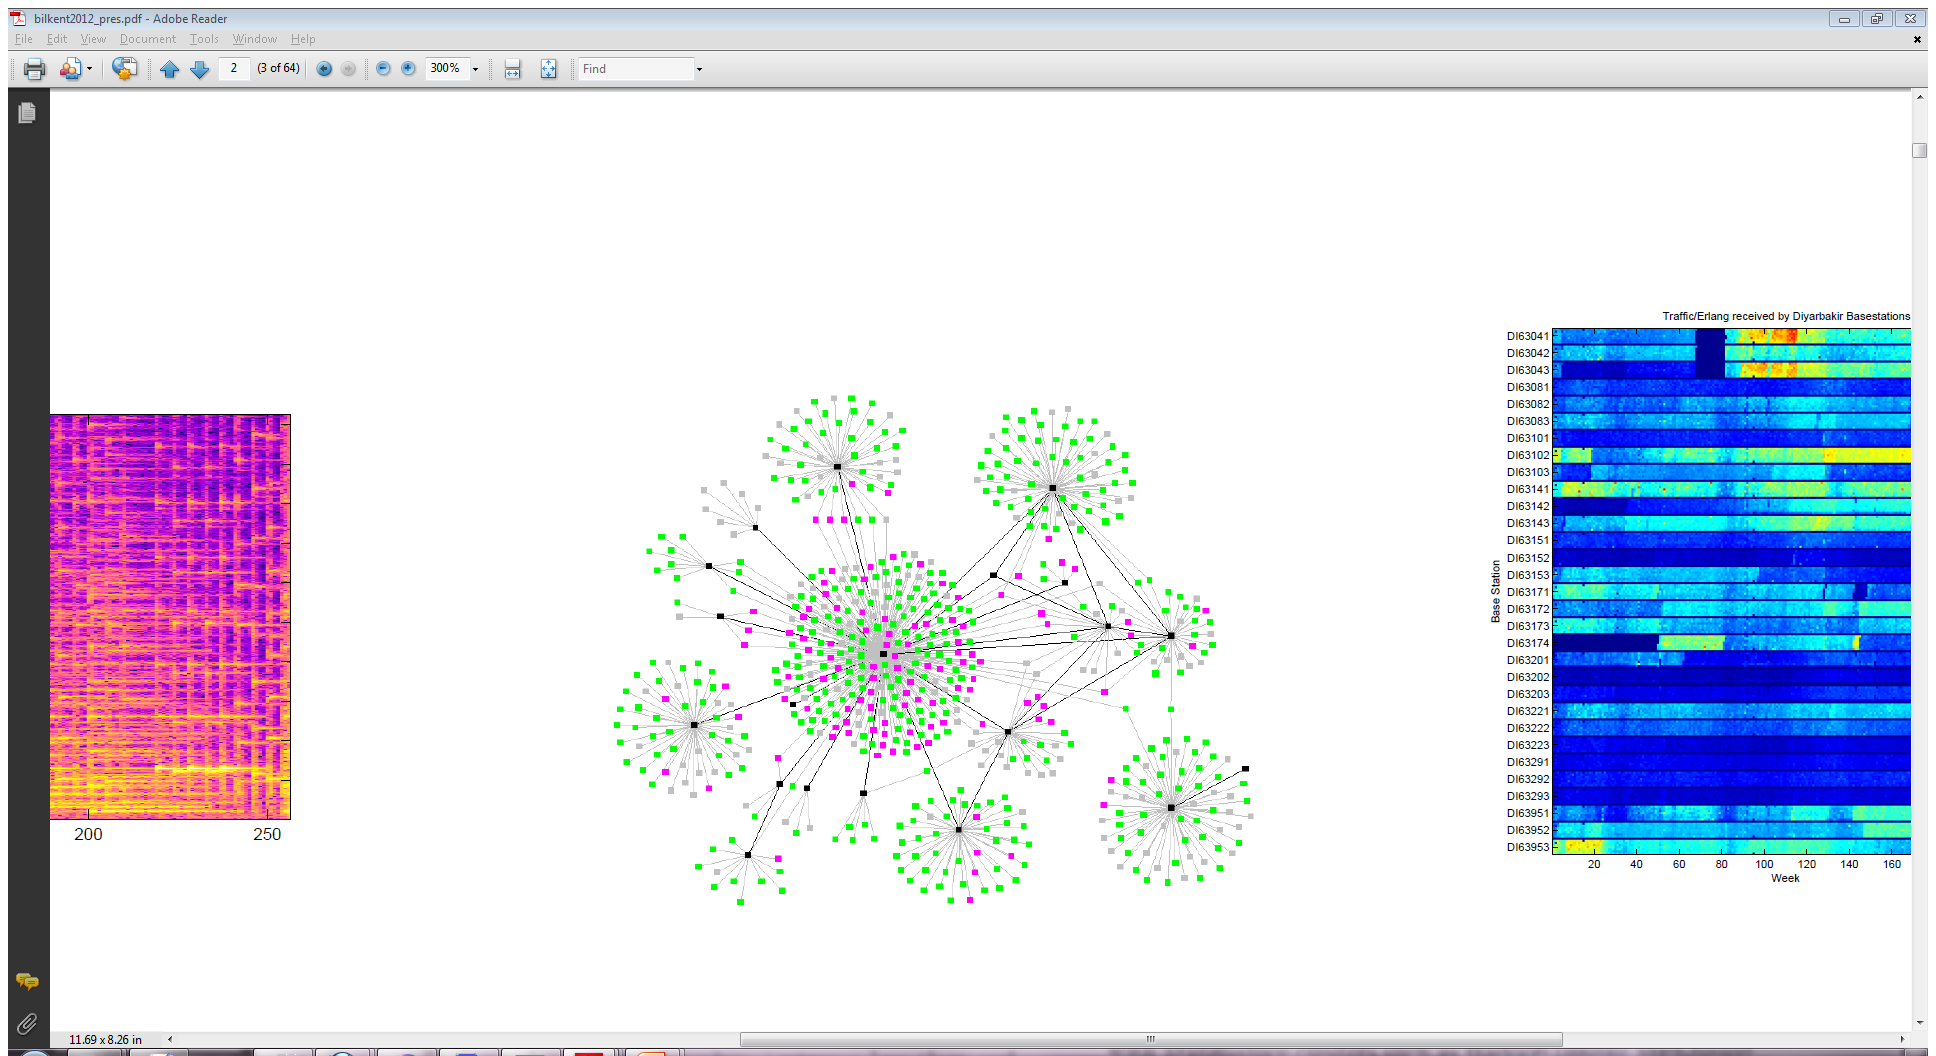 bilkent2012_pres.pdf - Adobe Reader
File Edit View Document Tools Window Help
2 (3 of 64) 300% Find
200 250
Traffic/Erlang received by Diyarbakir Basestations
Base Station
DI63041
DI63042
DI63043
DI63081
DI63082
DI63083
DI63101
DI63102
DI63103
DI63141
DI63142
DI63143
DI63151
DI63152
DI63153
DI63171
DI63172
DI63173
DI63174
DI63201
DI63202
DI63203
DI63221
DI63222
DI63223
DI63291
DI63292
DI63293
DI63951
DI63952
DI63953
20 40 60 80 100 120 140 160
Week
11.69 x 8.26 in